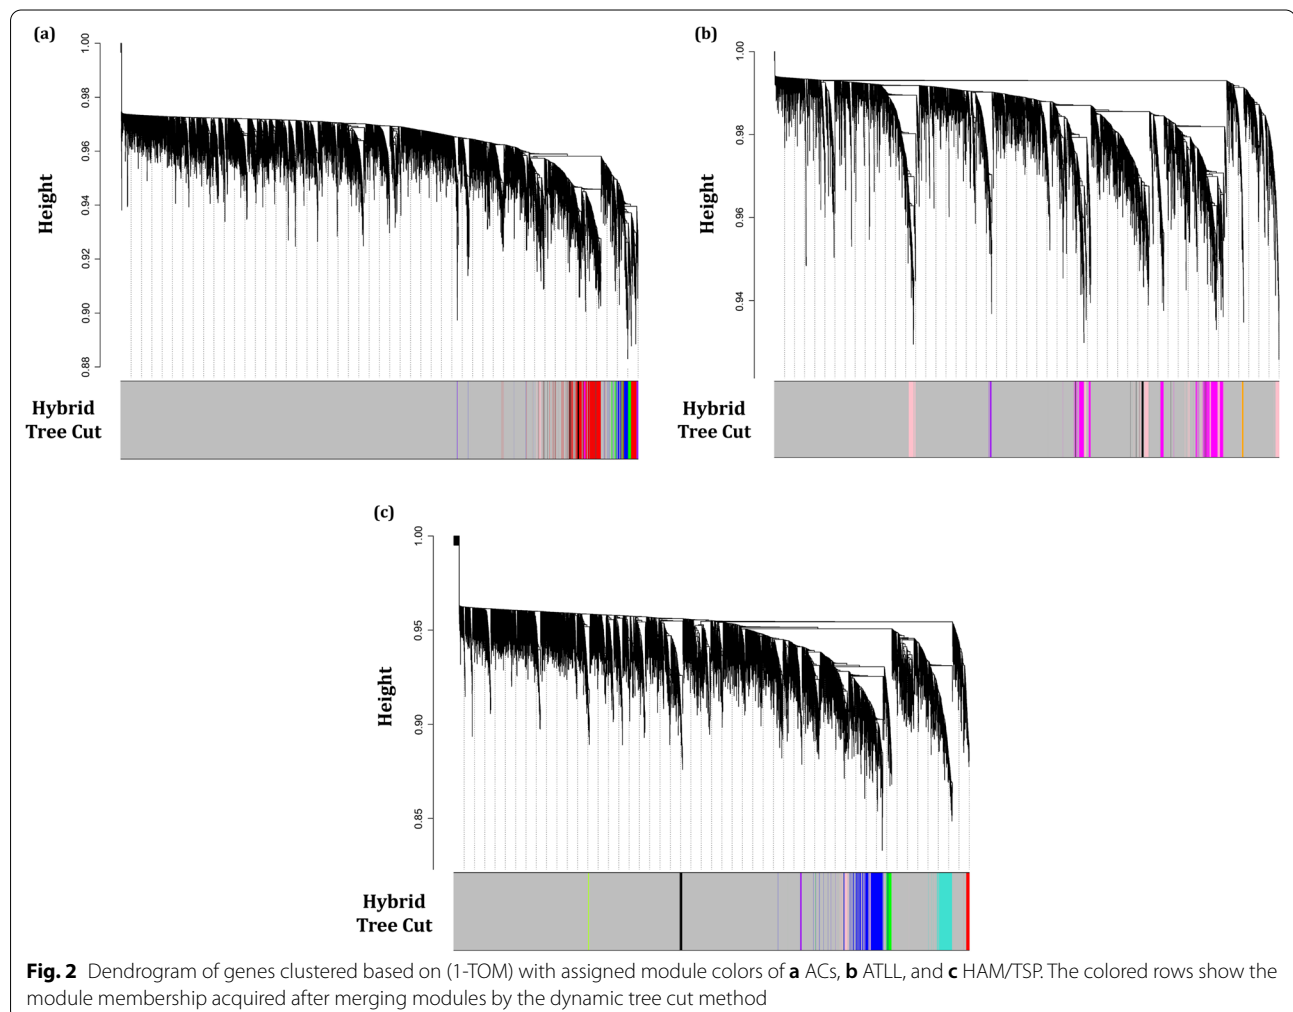 (a)
1.00
0.98
0.96
0.94
0.92
0.90
0.88
Height
Hybrid
Tree Cut
(b)
1.00
0.98
0.96
0.94
Height
Hybrid
Tree Cut
(c)
1.00
0.95
0.90
0.85
Height
Hybrid
Tree Cut
Fig. 2 Dendrogram of genes clustered based on (1-TOM) with assigned module colors of a ACs, b ATLL, and c HAM/TSP. The colored rows show the
module membership acquired after merging modules by the dynamic tree cut method